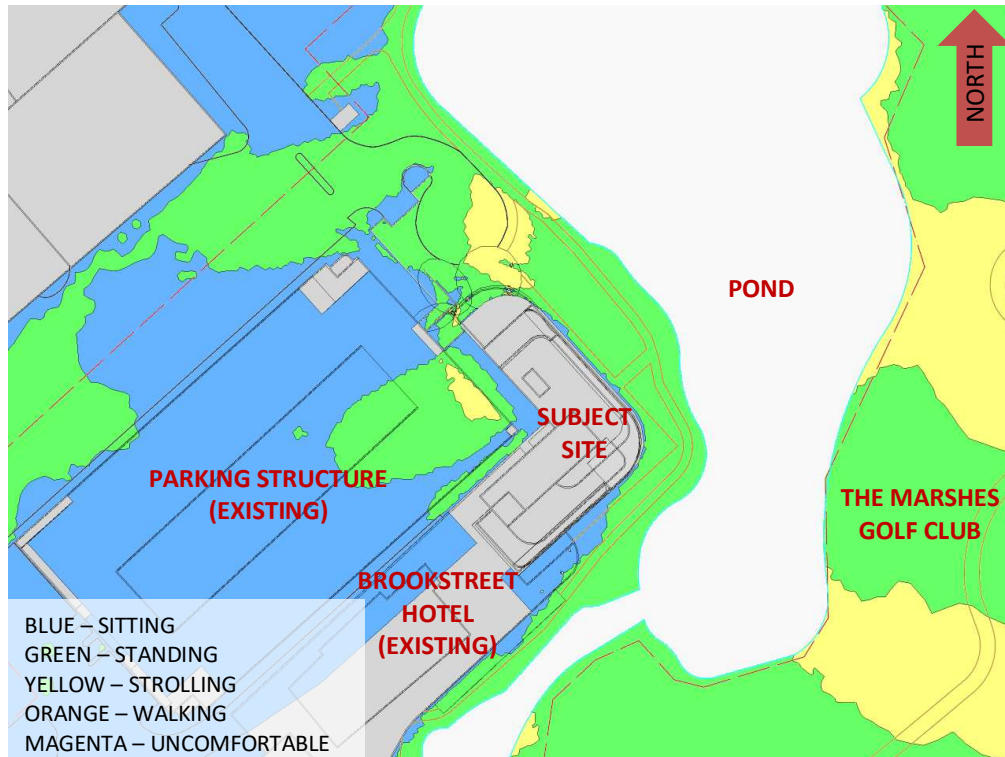 NORTH
POND
SUBJECT
SITE
PARKING STRUCTURE
(EXISTING)
THE MARSHES
GOLF CLUB
BROOKSTREET
HOTEL
(EXISTING)
BLUE – SITTING
GREEN – STANDING
YELLOW – STROLLING
ORANGE – WALKING
MAGENTA – UNCOMFORTABLE